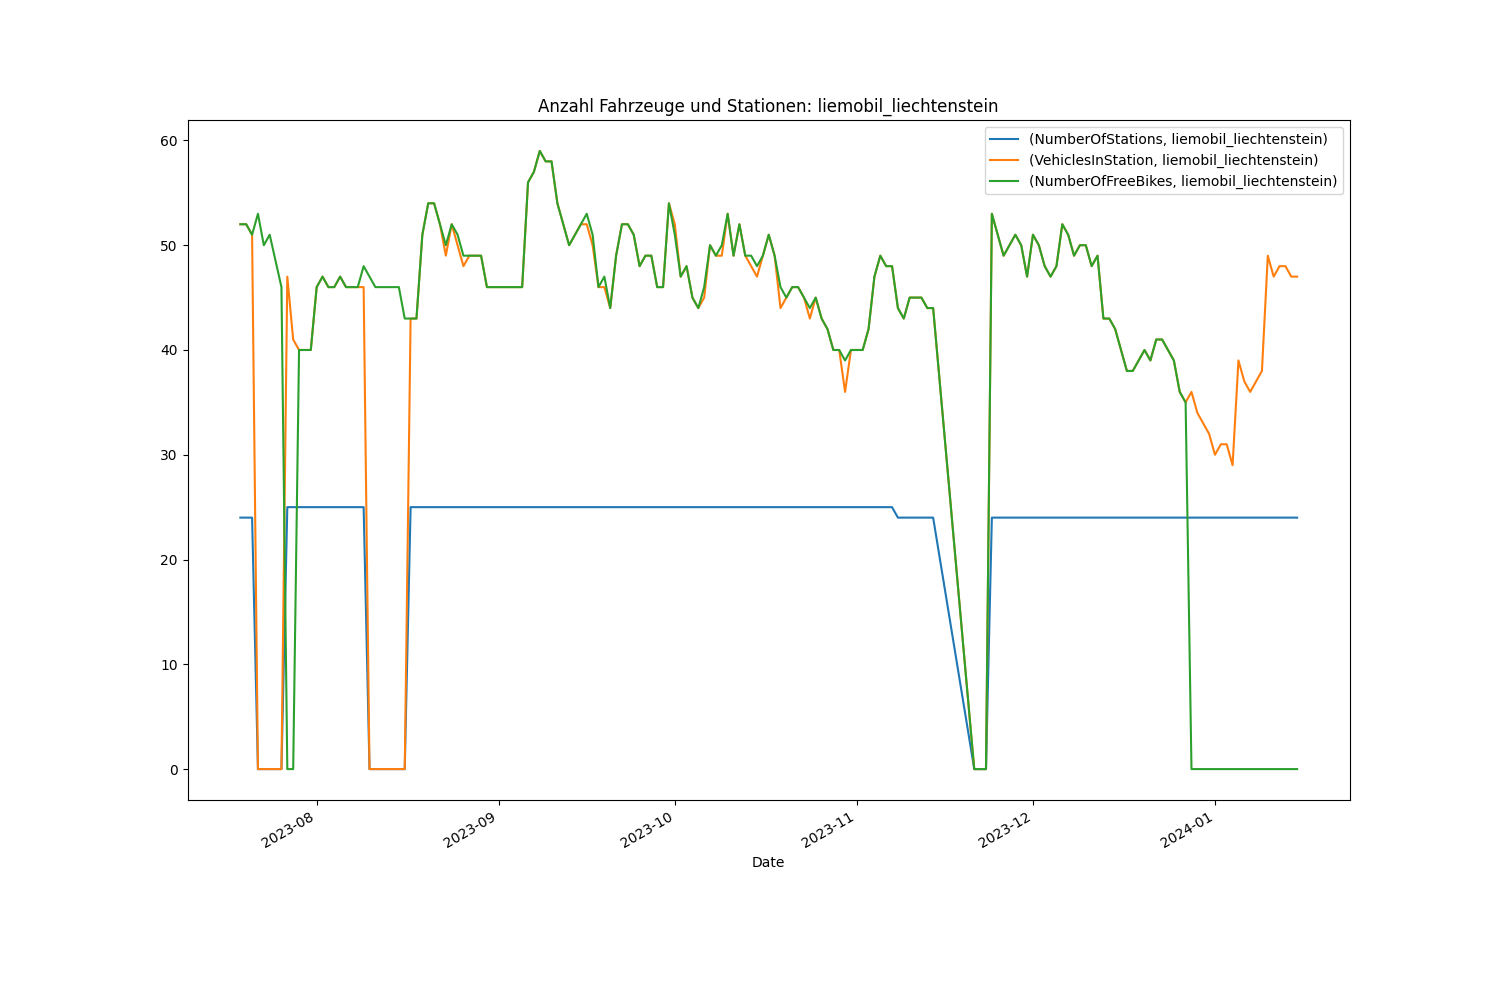 Anzahl Fahrzeuge und Stationen: liemobil_liechtenstein
(NumberOfStations, liemobil_liechtenstein)
(VehiclesInStation, liemobil_liechtenstein)
(NumberOfFreeBikes, liemobil_liechtenstein)
60
50
40
30
20
10
0
2023-08
2023-09
2023-10
2023-11
2023-12
2024-01
Date